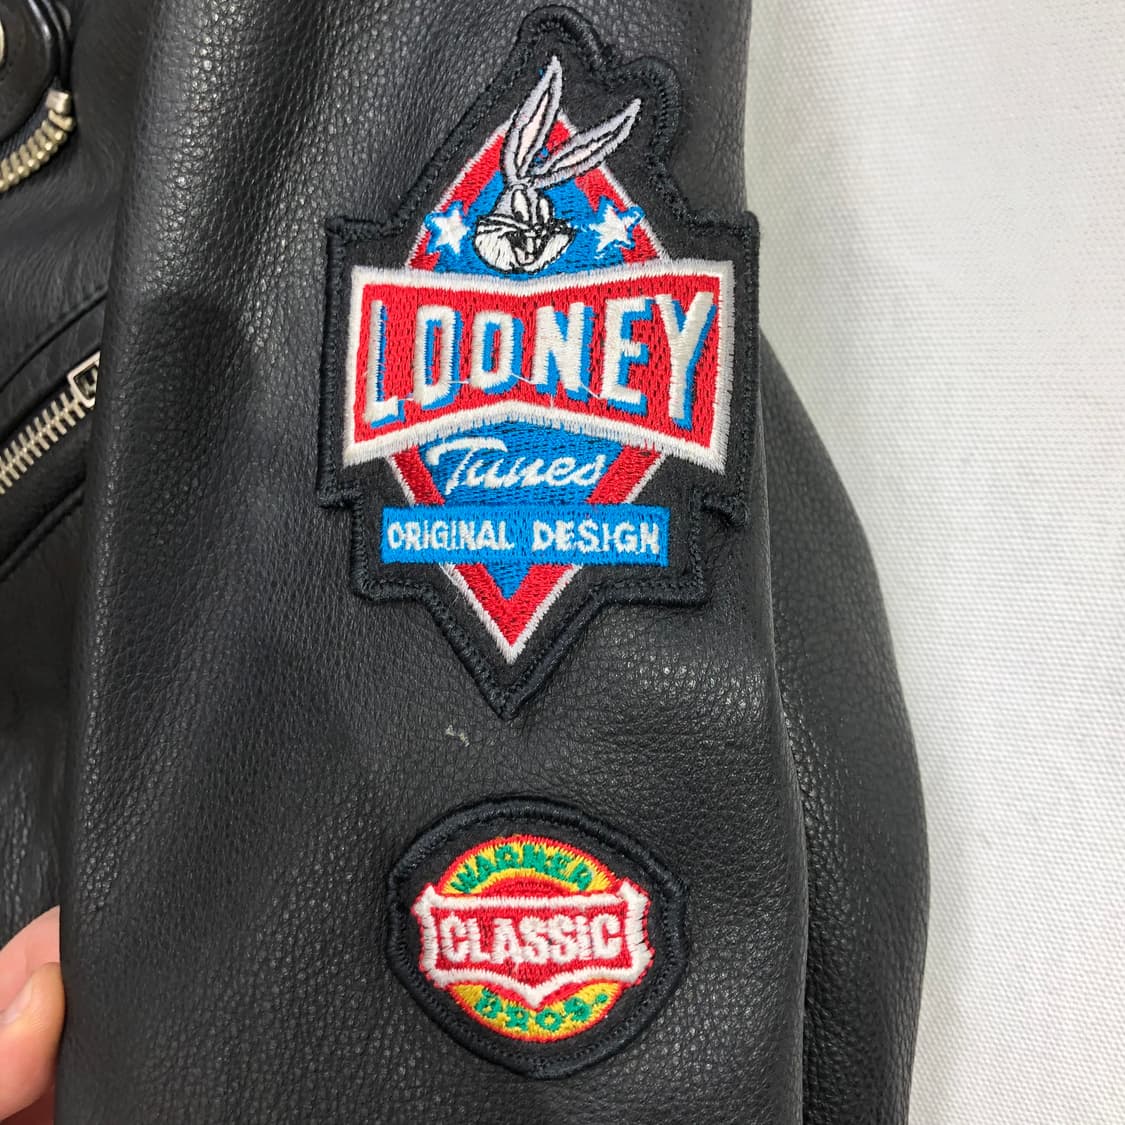 LOONEY
Tunes
ORiGiNAL DESiGN
WARNER
CLASSiC
BROS.